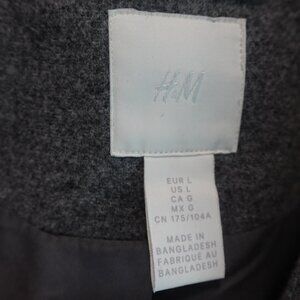 H&M
EUR L
US L
CA G
MX G
CN 175/104A
MADE IN
BANGLADESH
FABRIQUÉ AU
BANGLADESH